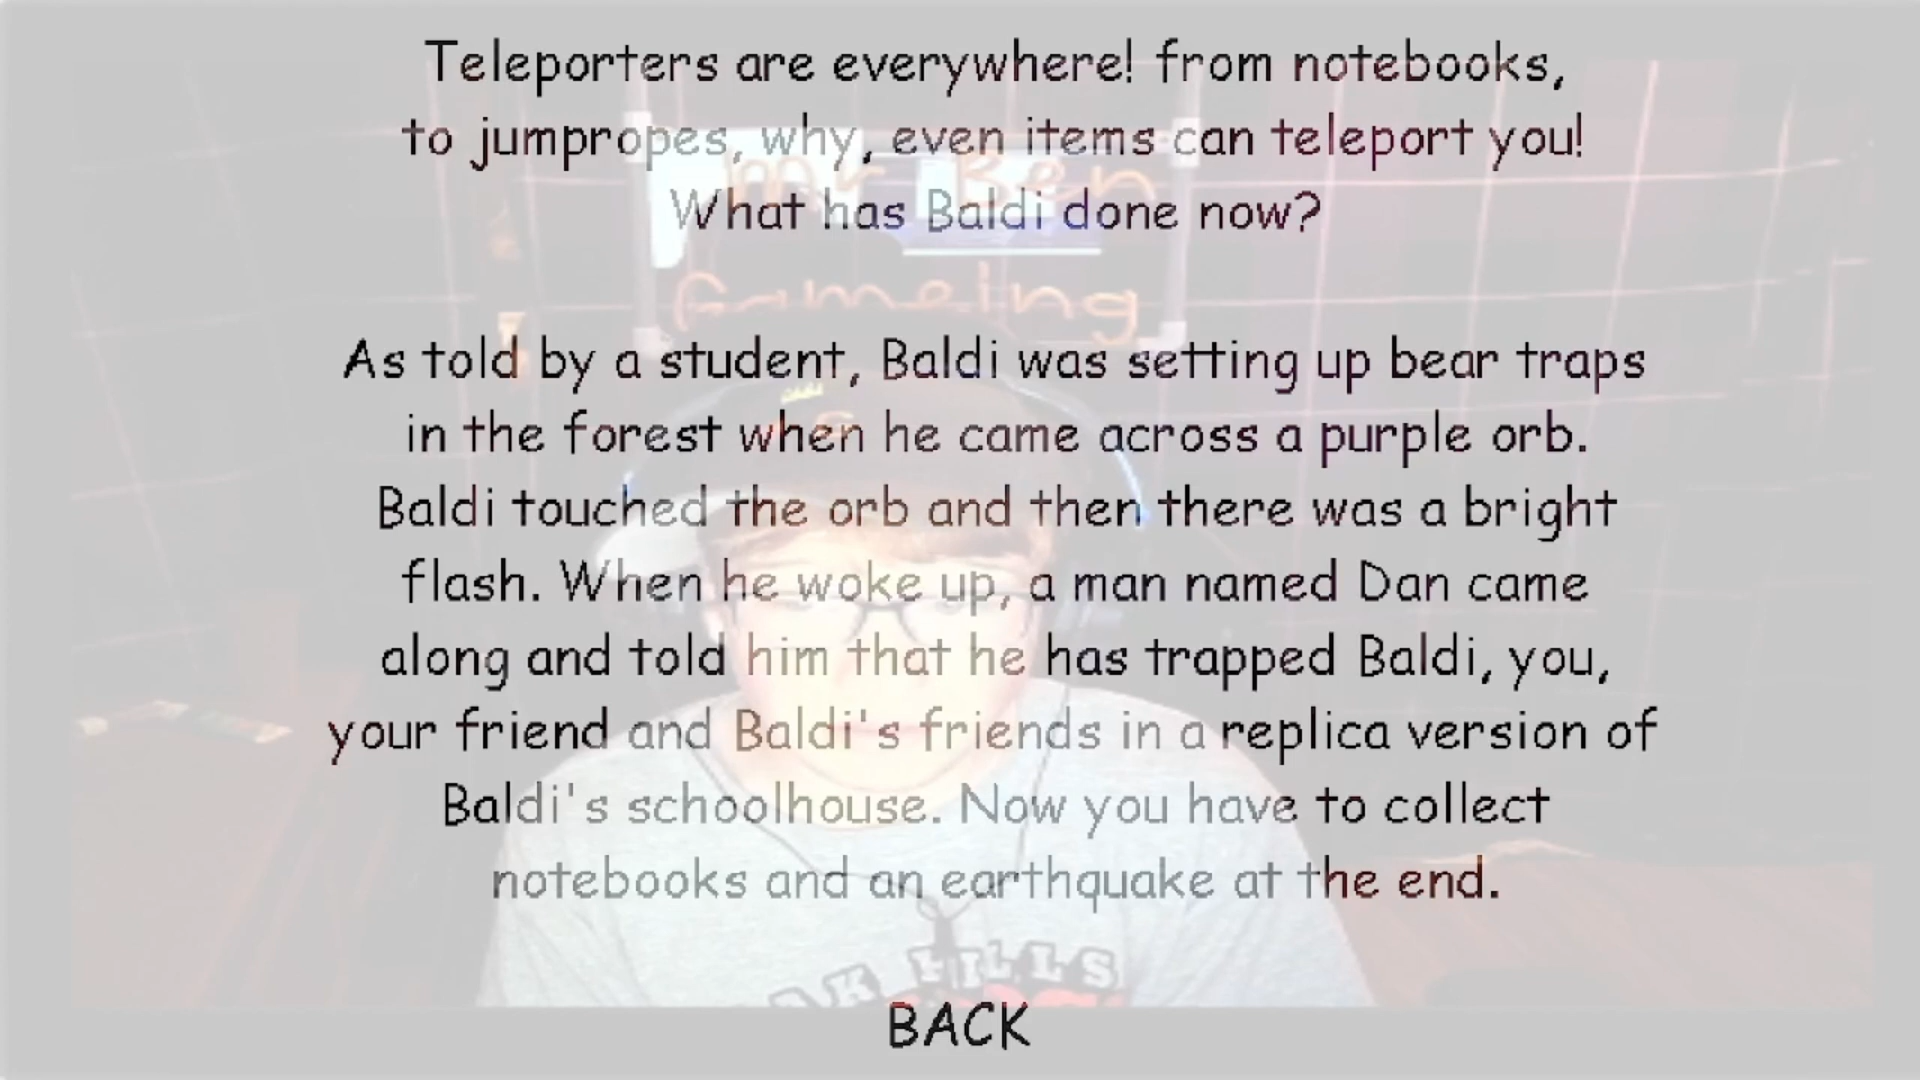 Teleporters are everywhere! from notebooks,
to jumpropes, why, even items can teleport you!
What has Baldi done now?
Mr Ben
Gameing
As told by a student, Baldi was setting up bear traps
in the forest when he came across a purple orb.
Baldi touched the orb and then there was a bright
flash. When he woke up, a man named Dan came
along and told him that he has trapped Baldi, you,
your friend and Baldi's friends in a replica version of
Baldi's schoolhouse. Now you have to collect
notebooks and an earthquake at the end.
HILLS
BACK